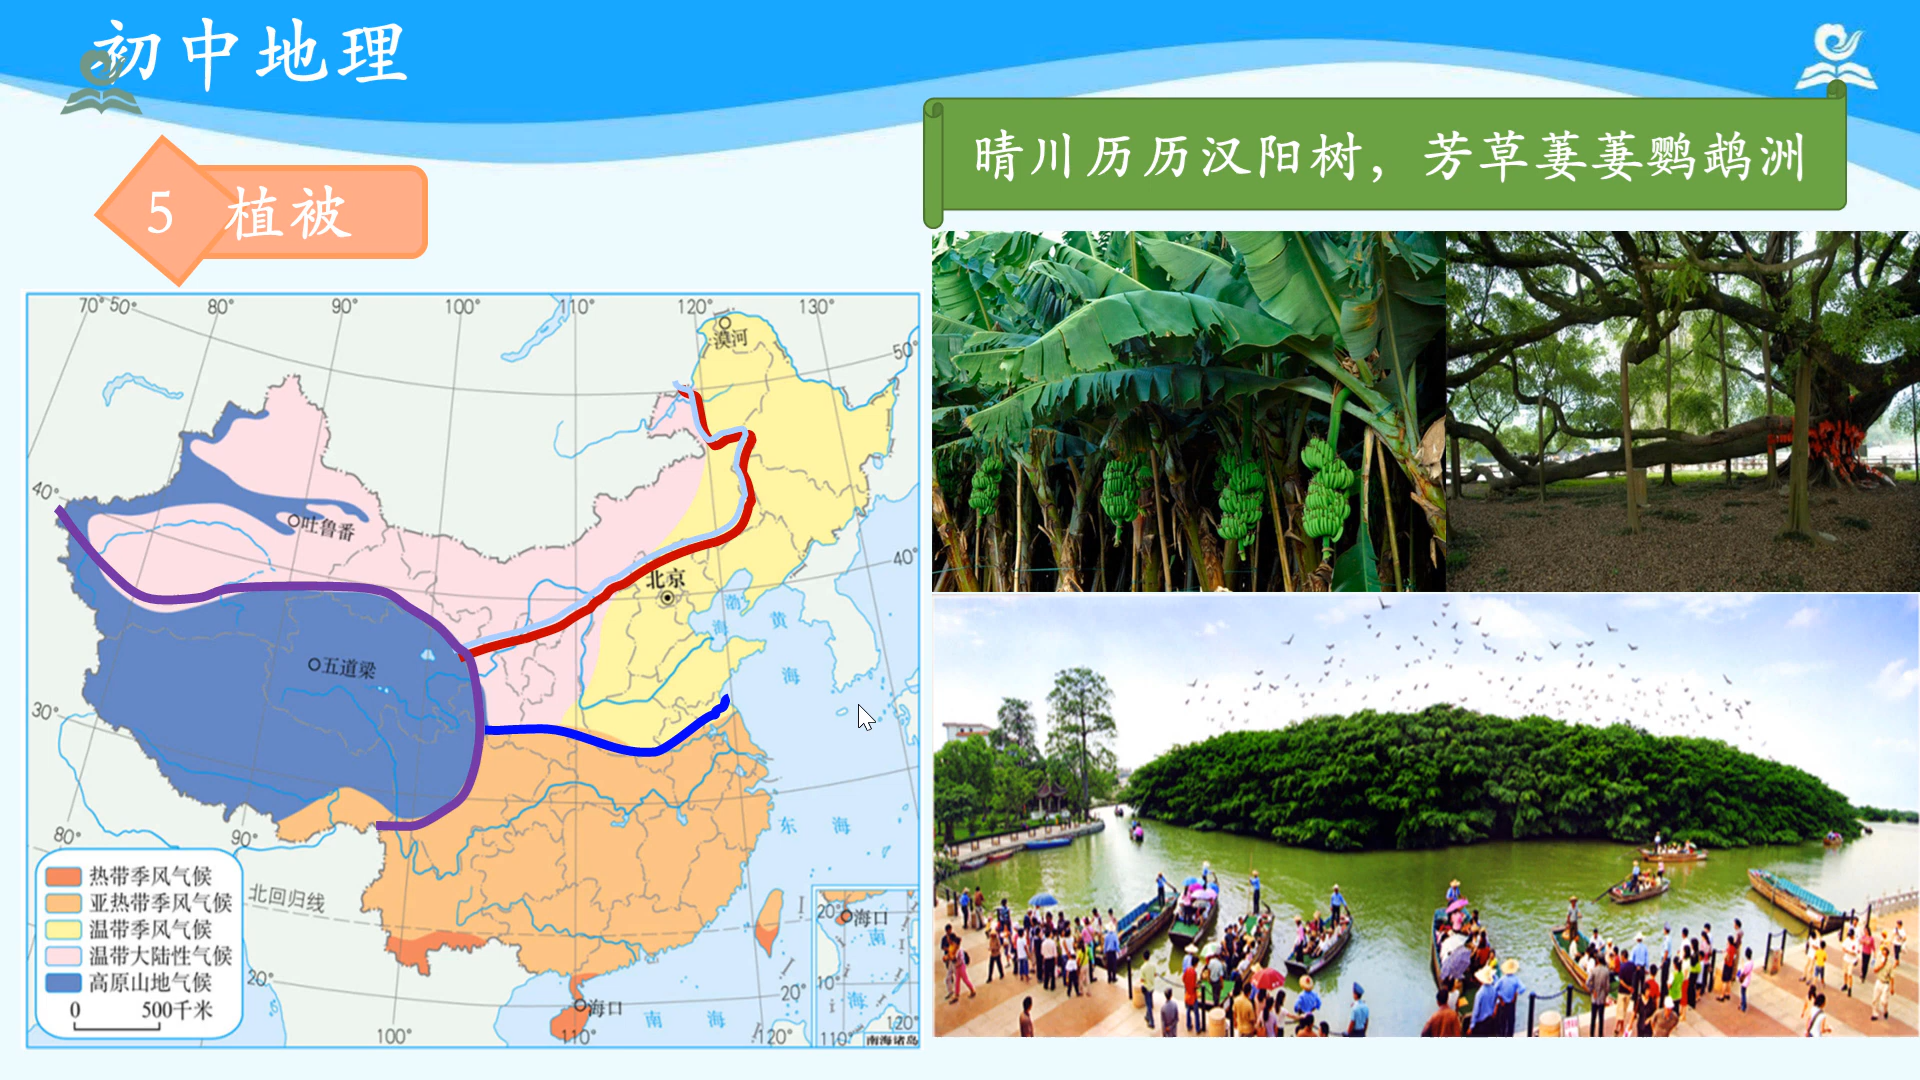 初中地理
5 植被
晴川历历汉阳树，芳草萋萋鹦鹉洲
70° 50° 80° 90° 100° 110° 120° 130°
漠河
50°
40°
吐鲁番
40°
北京
渤海
黄海
五道梁
30°
东海
80°
90°
热带季风气候
亚热带季风气候
温带季风气候
温带大陆性气候
高原山地气候
0 500千米
北回归线
20°
100°
海口
110°
南海
20°
120°
20°
海口
南海
10°
110°
120°
南海诸岛